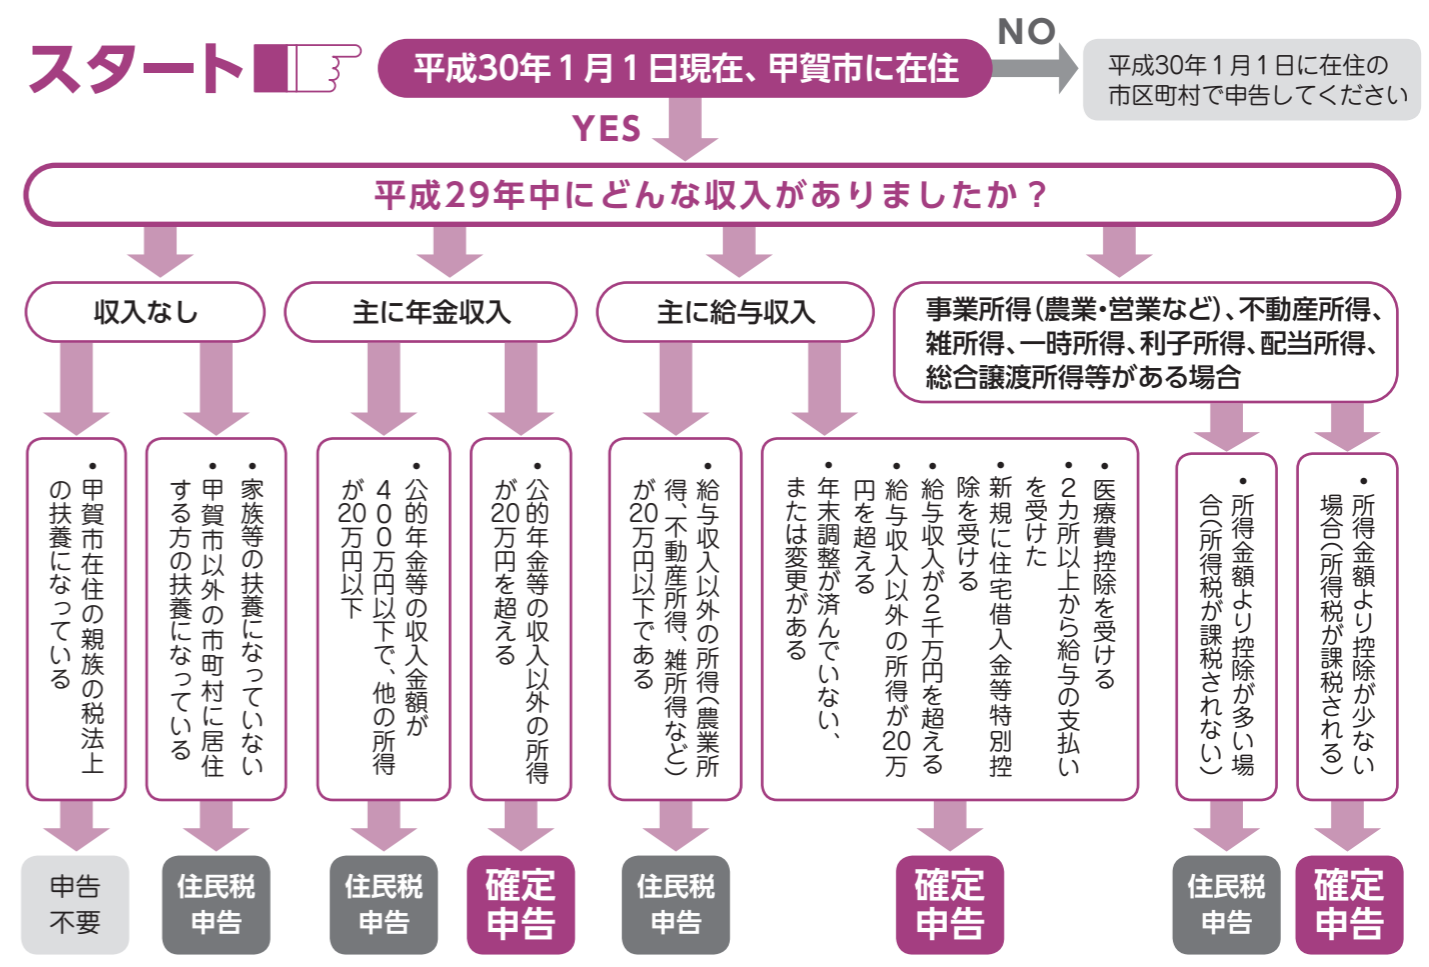 スタート
平成30年1月1日現在、甲賀市に在住
NO
平成30年1月1日に在住の
市区町村で申告してください
YES
平成29年中にどんな収入がありましたか？
収入なし
主に年金収入
主に給与収入
事業所得（農業・営業など）、不動産所得、
雑所得、一時所得、利子所得、配当所得、
総合譲渡所得等がある場合
・甲賀市在住の親族の税法上
の扶養になっている
・家族等の扶養になっていない
・甲賀市以外の市町村に居住
する方の扶養になっている
・公的年金等の収入金額が
４００万円以下で、他の所得
が20万円以下
・公的年金等の収入以外の所得
が20万円を超える
・給与収入以外の所得（農業所
得、不動産所得、雑所得など）
が20万円以下である
・医療費控除を受ける
・２カ所以上から給与の支払い
を受けた
・新規に住宅借入金等特別控
除を受ける
・給与収入が２千万円を超える
・給与収入以外の所得が20万
円を超える
・年末調整が済んでいない、
または変更がある
・所得金額より控除が多い場
合（所得税が課税されない）
・所得金額より控除が少ない
場合（所得税が課税される）
申告
不要
住民税
申告
住民税
申告
確定
申告
住民税
申告
確定
申告
住民税
申告
確定
申告